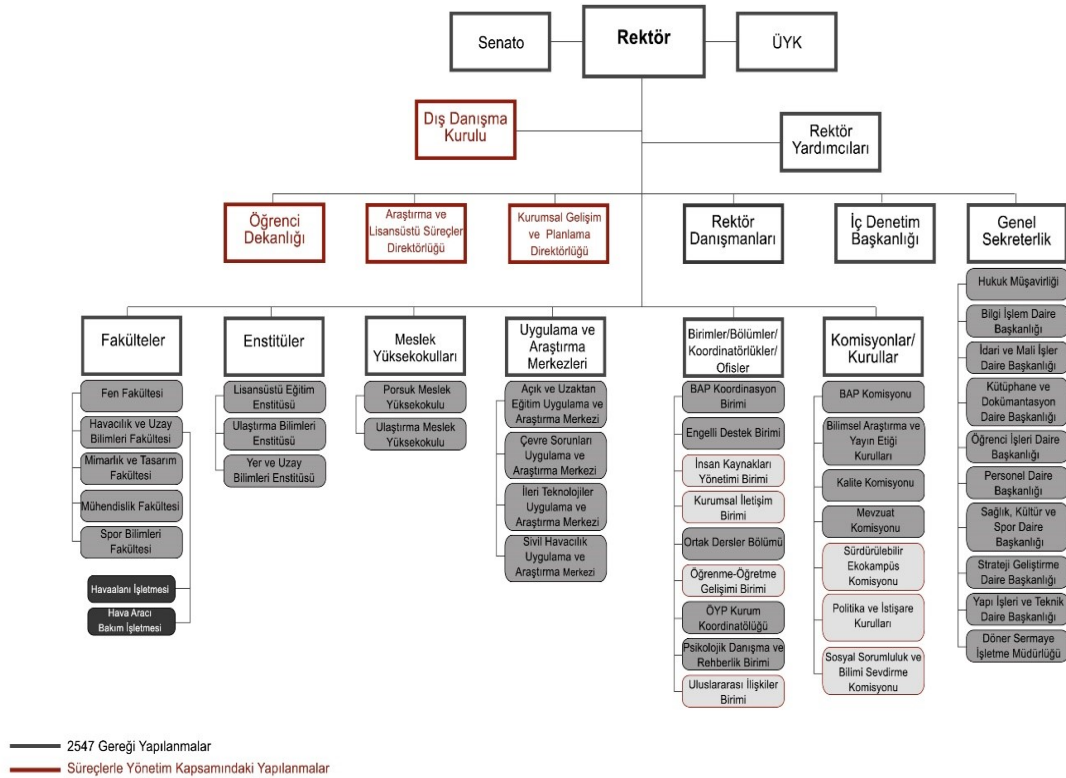 Senato
Rektör
ÜYK
Dış Danışma
Kurulu
Rektör
Yardımcıları
Öğrenci
Dekanlığı
Araştırma ve
Lisansüstü Süreçler
Direktörlüğü
Kurumsal Gelişim
ve Planlama
Direktörlüğü
Rektör
Danışmanları
İç Denetim
Başkanlığı
Genel
Sekreterlik
Hukuk Müşavirliği
Bilgi İşlem Daire
Başkanlığı
İdari ve Mali İşler
Daire Başkanlığı
Kütüphane ve
Dokümantasyon
Daire Başkanlığı
Öğrenci İşleri Daire
Başkanlığı
Personel Daire
Başkanlığı
Sağlık, Kültür ve
Spor Daire
Başkanlığı
Strateji Geliştirme
Daire Başkanlığı
Yapı İşleri ve Teknik
Daire Başkanlığı
Döner Sermaye
İşletme Müdürlüğü
Fakülteler
Fen Fakültesi
Havacılık ve Uzay
Bilimleri Fakültesi
Mimarlık ve Tasarım
Fakültesi
Mühendislik Fakültesi
Spor Bilimleri
Fakültesi
Havaalanı İşletmesi
Hava Aracı
Bakım İşletmesi
Enstitüler
Lisansüstü Eğitim
Enstitüsü
Ulaştırma Bilimleri
Enstitüsü
Yer ve Uzay
Bilimleri Enstitüsü
Meslek
Yüksekokulları
Porsuk Meslek
Yüksekokulu
Ulaştırma Meslek
Yüksekokulu
Uygulama ve
Araştırma
Merkezleri
Açık ve Uzaktan
Eğitim Uygulama ve
Araştırma Merkezi
Çevre Sorunları
Uygulama ve
Araştırma Merkezi
İleri Teknolojiler
Uygulama ve
Araştırma Merkezi
Sivil Havacılık
Uygulama ve
Araştırma Merkezi
Birimler/Bölümler/
Koordinatörlükler/
Ofisler
BAP Koordinasyon
Birimi
Engelli Destek Birimi
İnsan Kaynakları
Yönetimi Birimi
Kurumsal İletişim
Birimi
Ortak Dersler Bölümü
Öğrenme-Öğretme
Gelişimi Birimi
ÖYP Kurum
Koordinatölüğü
Psikolojik Danışma ve
Rehberlik Birimi
Uluslararası İlişkiler
Birimi
Komisyonlar/
Kurullar
BAP Komisyonu
Bilimsel Araştırma ve
Yayın Etiği
Kurulları
Kalite Komisyonu
Mevzuat
Komisyonu
Sürdürülebilir
Ekokampüs
Komisyonu
Politika ve İstişare
Kurulları
Sosyal Sorumluluk ve
Bilimi Sevdirme
Komisyonu
2547 Gereği Yapılanmalar
Süreçlerle Yönetim Kapsamındaki Yapılanmalar